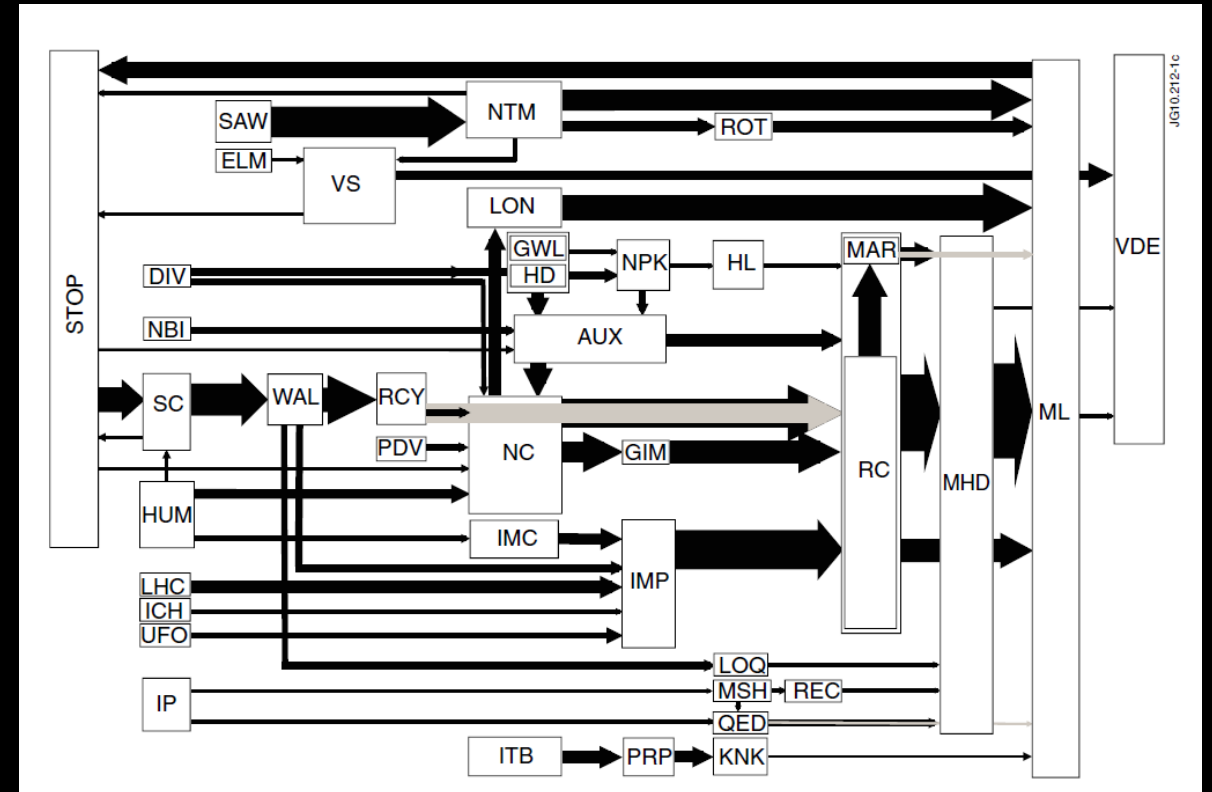 JG10.212-1c
STOP
SAW
NTM
ROT
ELM
VS
LON
GWL
HD
NPK
HL
MAR
VDE
DIV
NBI
AUX
SC
WAL
RCY
PDV
NC
GIM
RC
ML
MHD
HUM
IMC
IMP
LHC
ICH
UFO
LOQ
MSH
REC
IP
QED
ITB
PRP
KNK